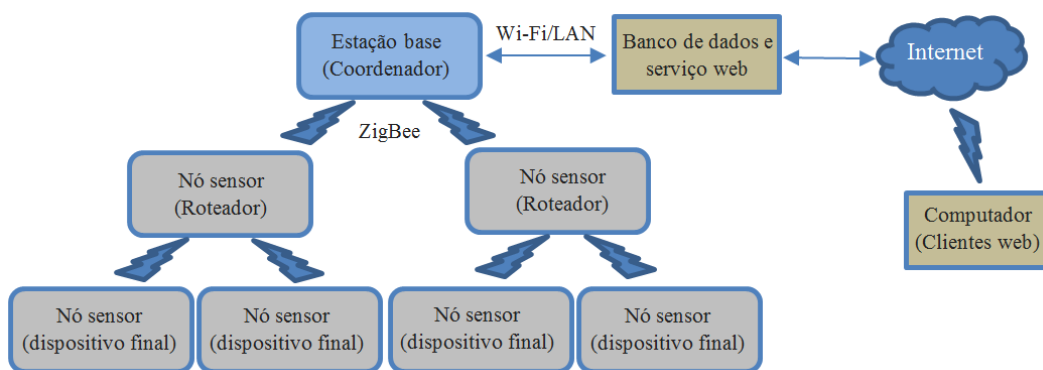 Estação base
(Coordenador)
Wi-Fi/LAN
Banco de dados e
serviço web
Internet
ZigBee
Nó sensor
(Roteador)
Nó sensor
(Roteador)
Computador
(Clientes web)
Nó sensor
(dispositivo final)
Nó sensor
(dispositivo final)
Nó sensor
(dispositivo final)
Nó sensor
(dispositivo final)